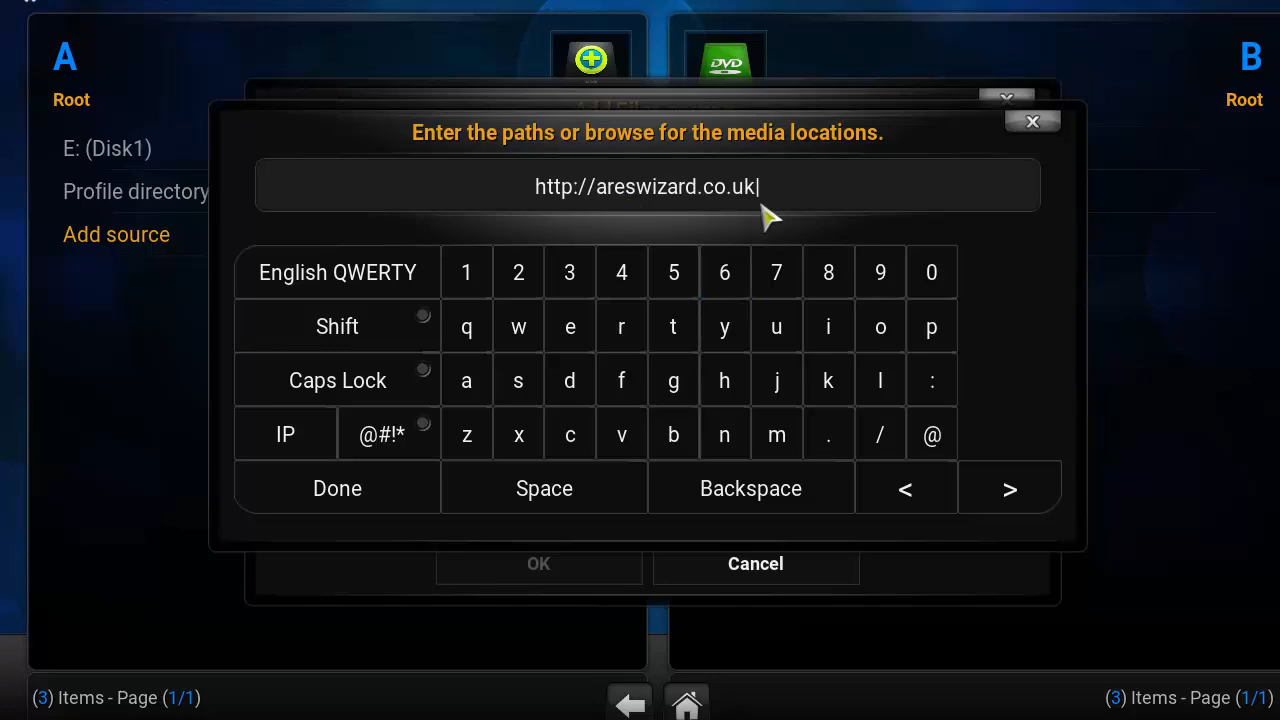 A
B
DVD
Root
Root
Enter the paths or browse for the media locations.
E: (Disk1)
http://areswizard.co.uk
Profile directory
Add source
English QWERTY 1 2 3 4 5 6 7 8 9 0
Shift q w e r t y u i o p
Caps Lock a s d f g h j k l :
IP @#!* z x c v b n m . / @
Done Space Backspace < >
OK Cancel
(3) Items - Page (1/1)
(3) Items - Page (1/1)